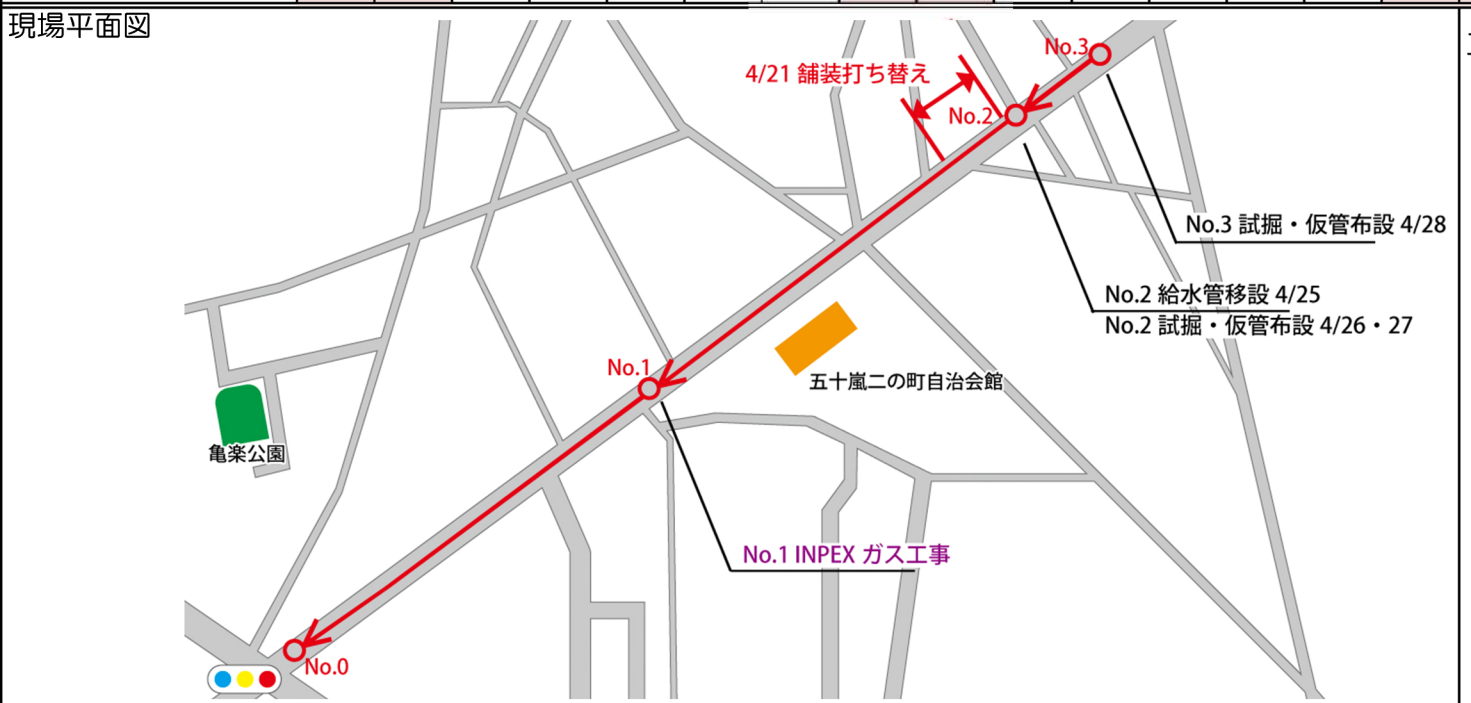 現場平面図
No.3
4/21 舗装打ち替え
No.2
No.3 試掘・仮管布設 4/28
No.2 給水管移設 4/25
No.2 試掘・仮管布設 4/26・27
No.1
五十嵐二の町自治会館
亀楽公園
No.1 INPEX ガス工事
No.0